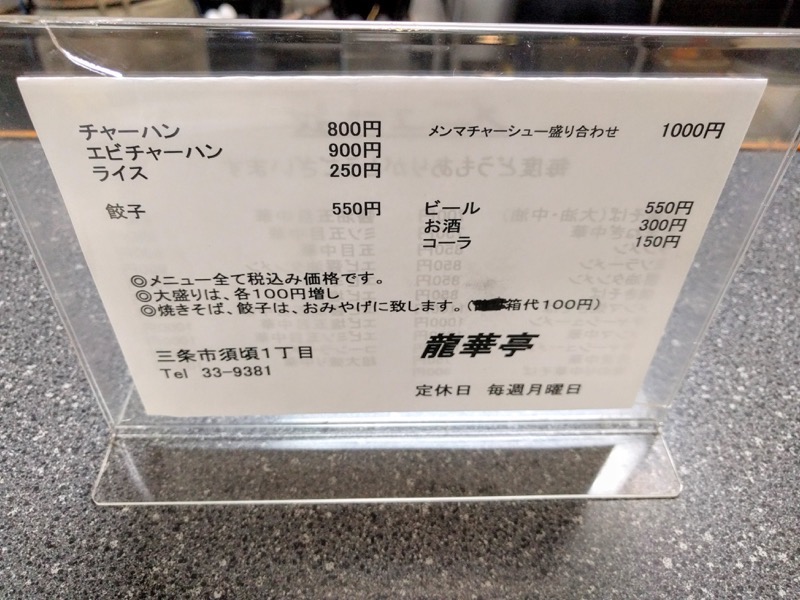 チャーハン 800円
エビチャーハン 900円
ライス 250円
餃子 550円
メンマチャーシュー盛り合わせ 1000円
ビール 550円
お酒 300円
コーラ 150円
◎メニュー全て税込み価格です。
◎大盛りは、各100円増し
◎焼きそば、餃子は、おみやげに致します。(箱代100円)
三条市須頃1丁目
Tel 33-9381
龍華亭
定休日 毎週月曜日